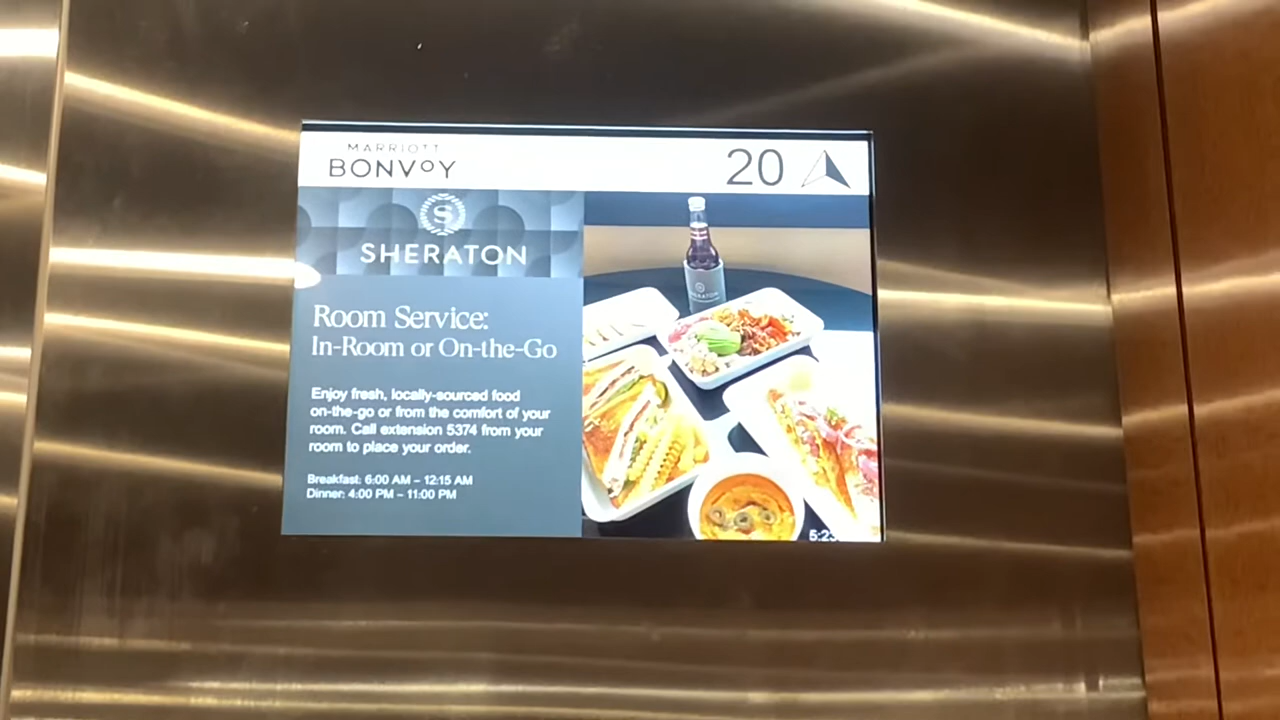 MARRIOTT
BONVOY
20
S
SHERATON
Room Service:
In-Room or On-the-Go
Enjoy fresh, locally-sourced food
on-the-go or from the comfort of your
room. Call extension 5374 from your
room to place your order.
Breakfast: 6:00 AM – 12:15 AM
Dinner: 4:00 PM – 11:00 PM
SHERATON